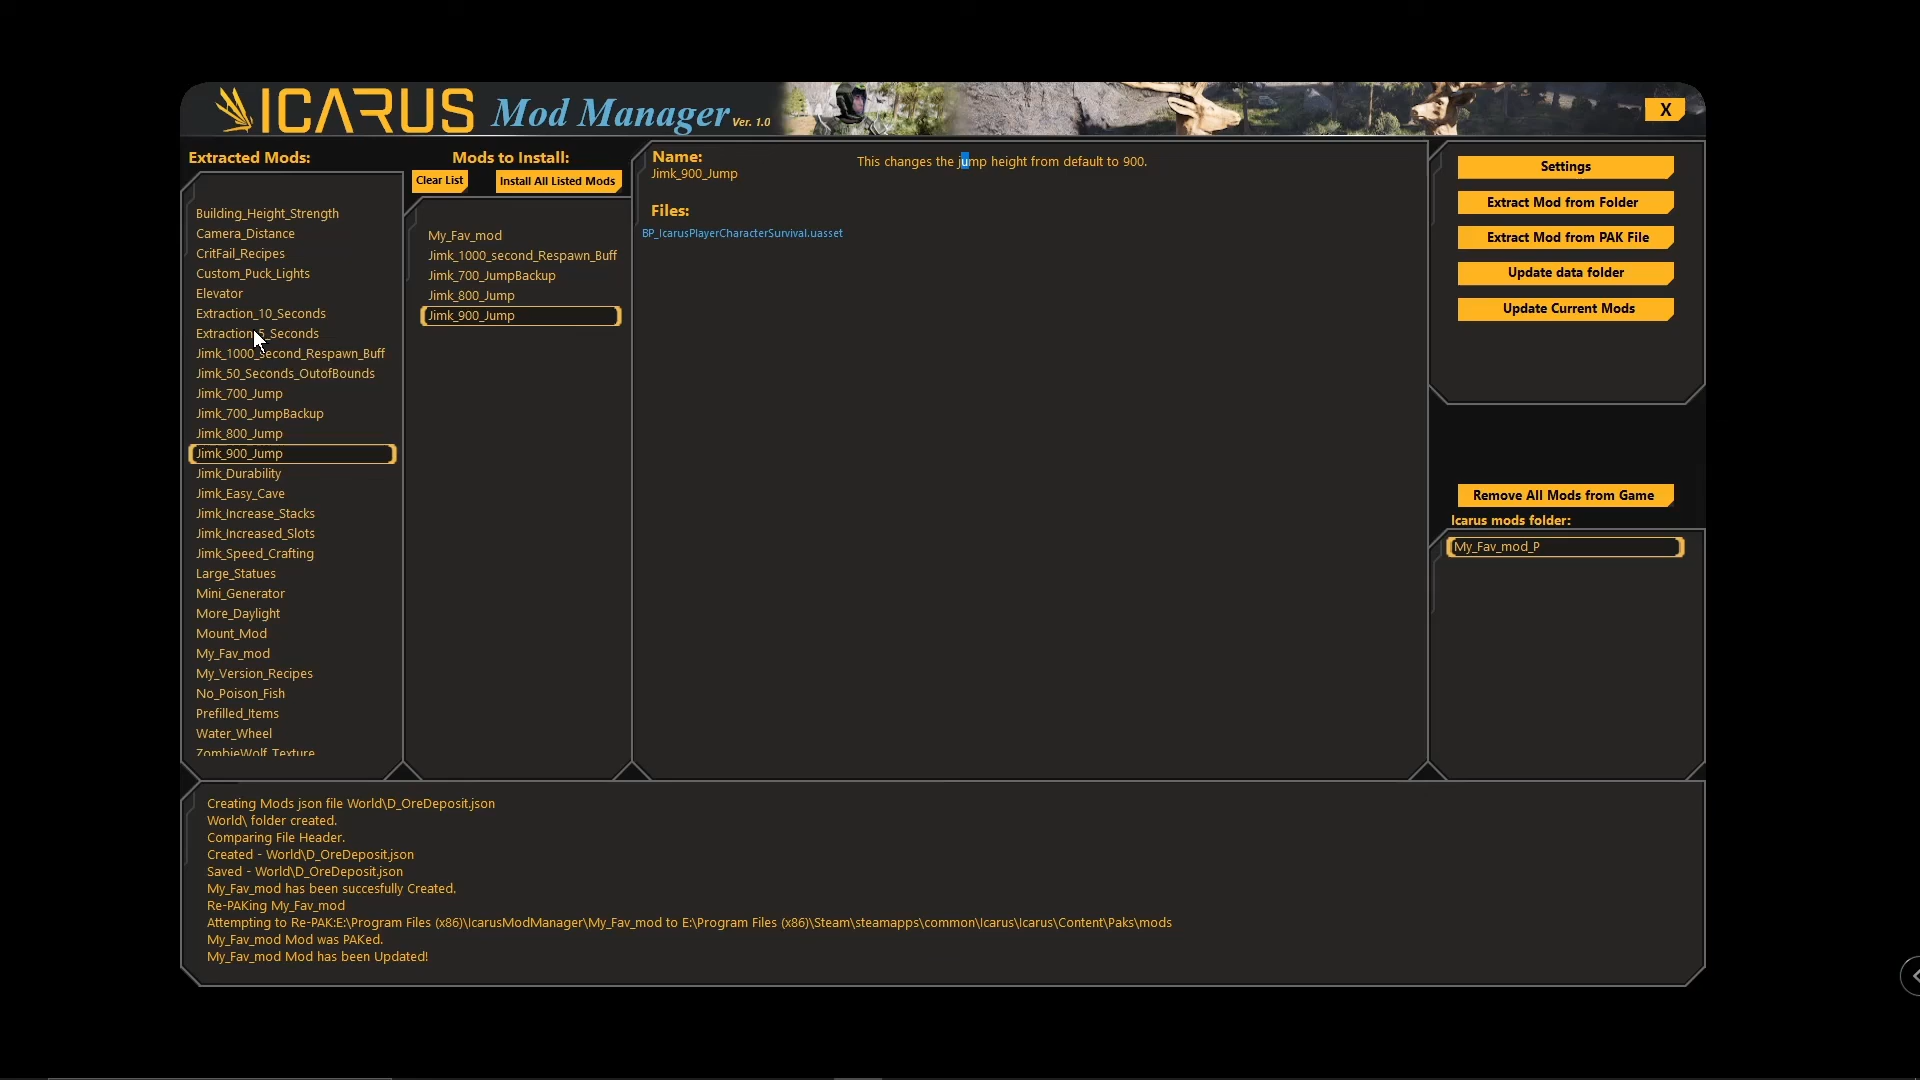 ICARUS Mod Manager Ver. 1.0
X
Extracted Mods:
Building_Height_Strength
Camera_Distance
CritFail_Recipes
Custom_Puck_Lights
Elevator
Extraction_10_Seconds
Extraction_5_Seconds
Jimk_1000_second_Respawn_Buff
Jimk_50_Seconds_OutofBounds
Jimk_700_Jump
Jimk_700_JumpBackup
Jimk_800_Jump
Jimk_900_Jump
Jimk_Durability
Jimk_Easy_Cave
Jimk_Increase_Stacks
Jimk_Increased_Slots
Jimk_Speed_Crafting
Large_Statues
Mini_Generator
More_Daylight
Mount_Mod
My_Fav_mod
My_Version_Recipes
No_Poison_Fish
Prefilled_Items
Water_Wheel
ZombieWolf_Texture
Mods to Install:
Clear List
Install All Listed Mods
My_Fav_mod
Jimk_1000_second_Respawn_Buff
Jimk_700_JumpBackup
Jimk_800_Jump
Jimk_900_Jump
Name:
Jimk_900_Jump
This changes the jump height from default to 900.
Files:
BP_IcarusPlayerCharacterSurvival.uasset
Settings
Extract Mod from Folder
Extract Mod from PAK File
Update data folder
Update Current Mods
Remove All Mods from Game
Icarus mods folder:
My_Fav_mod_P
Creating Mods json file World\D_OreDeposit.json
World\ folder created.
Comparing File Header.
Created - World\D_OreDeposit.json
Saved - World\D_OreDeposit.json
My_Fav_mod has been succesfully Created.
Re-PAKing My_Fav_mod
Attempting to Re-PAK:E:\Program Files (x86)\IcarusModManager\My_Fav_mod to E:\Program Files (x86)\Steam\steamapps\common\Icarus\Icarus\Content\Paks\mods
My_Fav_mod Mod was PAKed.
My_Fav_mod Mod has been Updated!